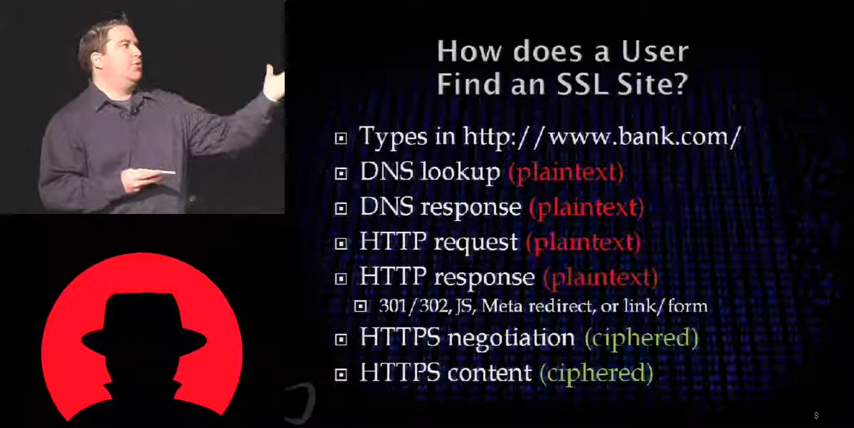 How does a User
Find an SSL Site?
Types in http://www.bank.com/
DNS lookup (plaintext)
DNS response (plaintext)
HTTP request (plaintext)
HTTP response (plaintext)
301/302, JS, Meta redirect, or link/form
HTTPS negotiation (ciphered)
HTTPS content (ciphered)
8